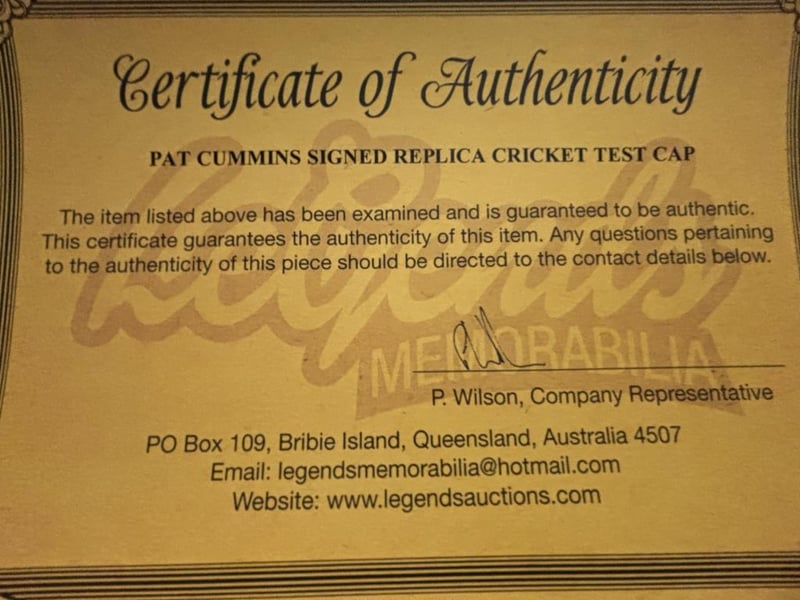 Certificate of Authenticity
PAT CUMMINS SIGNED REPLICA CRICKET TEST CAP
The item listed above has been examined and is guaranteed to be authentic.
This certificate guarantees the authenticity of this item. Any questions pertaining
to the authenticity of this piece should be directed to the contact details below.
Legends
MEMORABILIA
P. Wilson, Company Representative
PO Box 109, Bribie Island, Queensland, Australia 4507
Email: legendsmemorabilia@hotmail.com
Website: www.legendsauctions.com